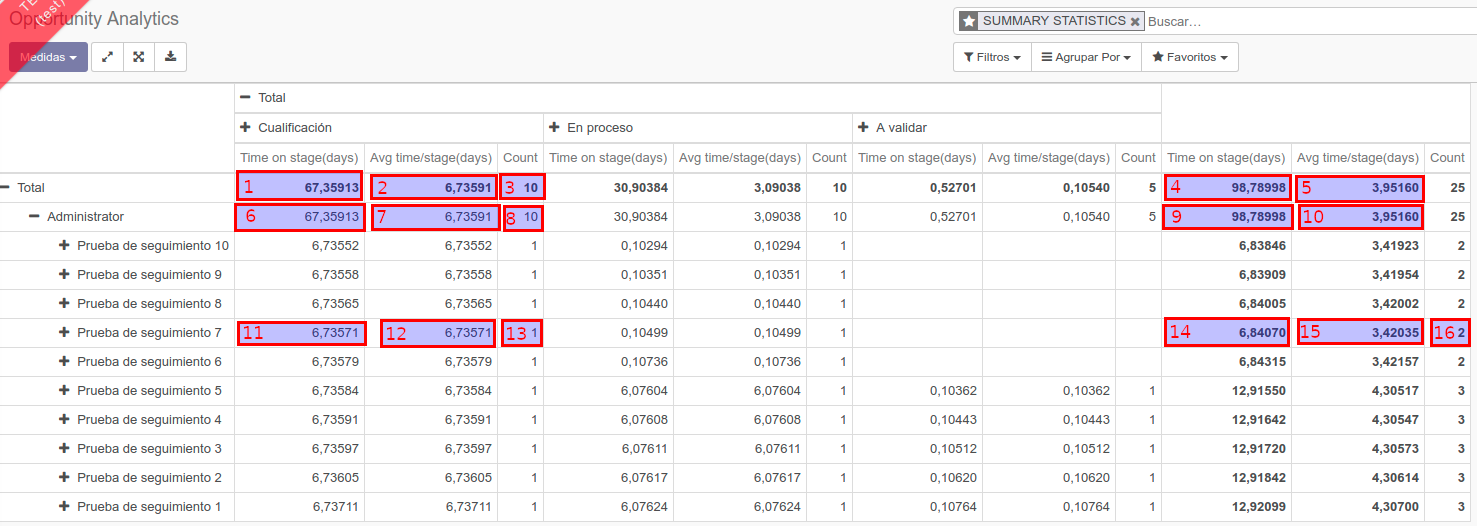 TE
(test)
Opportunity Analytics
SUMMARY STATISTICS Buscar...
Medidas
Filtros Agrupar Por Favoritos
Total
Cualificación En proceso A validar
Time on stage(days) Avg time/stage(days) Count Time on stage(days) Avg time/stage(days) Count Time on stage(days) Avg time/stage(days) Count Time on stage(days) Avg time/stage(days) Count
Total 1 67,35913 2 6,73591 3 10 30,90384 3,09038 10 0,52701 0,10540 5 4 98,78998 5 3,95160 25
Administrator 6 67,35913 7 6,73591 8 10 30,90384 3,09038 10 0,52701 0,10540 5 9 98,78998 10 3,95160 25
Prueba de seguimiento 10 6,73552 6,73552 1 0,10294 0,10294 1 6,83846 3,41923 2
Prueba de seguimiento 9 6,73558 6,73558 1 0,10351 0,10351 1 6,83909 3,41954 2
Prueba de seguimiento 8 6,73565 6,73565 1 0,10440 0,10440 1 6,84005 3,42002 2
Prueba de seguimiento 7 11 6,73571 12 6,73571 13 1 0,10499 0,10499 1 14 6,84070 15 3,42035 16 2
Prueba de seguimiento 6 6,73579 6,73579 1 0,10736 0,10736 1 6,84315 3,42157 2
Prueba de seguimiento 5 6,73584 6,73584 1 6,07604 6,07604 1 0,10362 0,10362 1 12,91550 4,30517 3
Prueba de seguimiento 4 6,73591 6,73591 1 6,07608 6,07608 1 0,10443 0,10443 1 12,91642 4,30547 3
Prueba de seguimiento 3 6,73597 6,73597 1 6,07611 6,07611 1 0,10512 0,10512 1 12,91720 4,30573 3
Prueba de seguimiento 2 6,73605 6,73605 1 6,07617 6,07617 1 0,10620 0,10620 1 12,91842 4,30614 3
Prueba de seguimiento 1 6,73711 6,73711 1 6,07624 6,07624 1 0,10764 0,10764 1 12,92099 4,30700 3